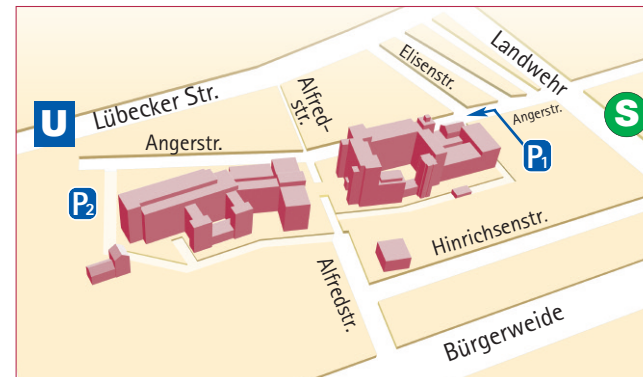 Landwehr
Elisenstr.
Lübecker Str.
Alfred-
str.
U
S
Angerstr.
Angerstr.
P1
P2
Hinrichsenstr.
Alfredstr.
Bürgerweide